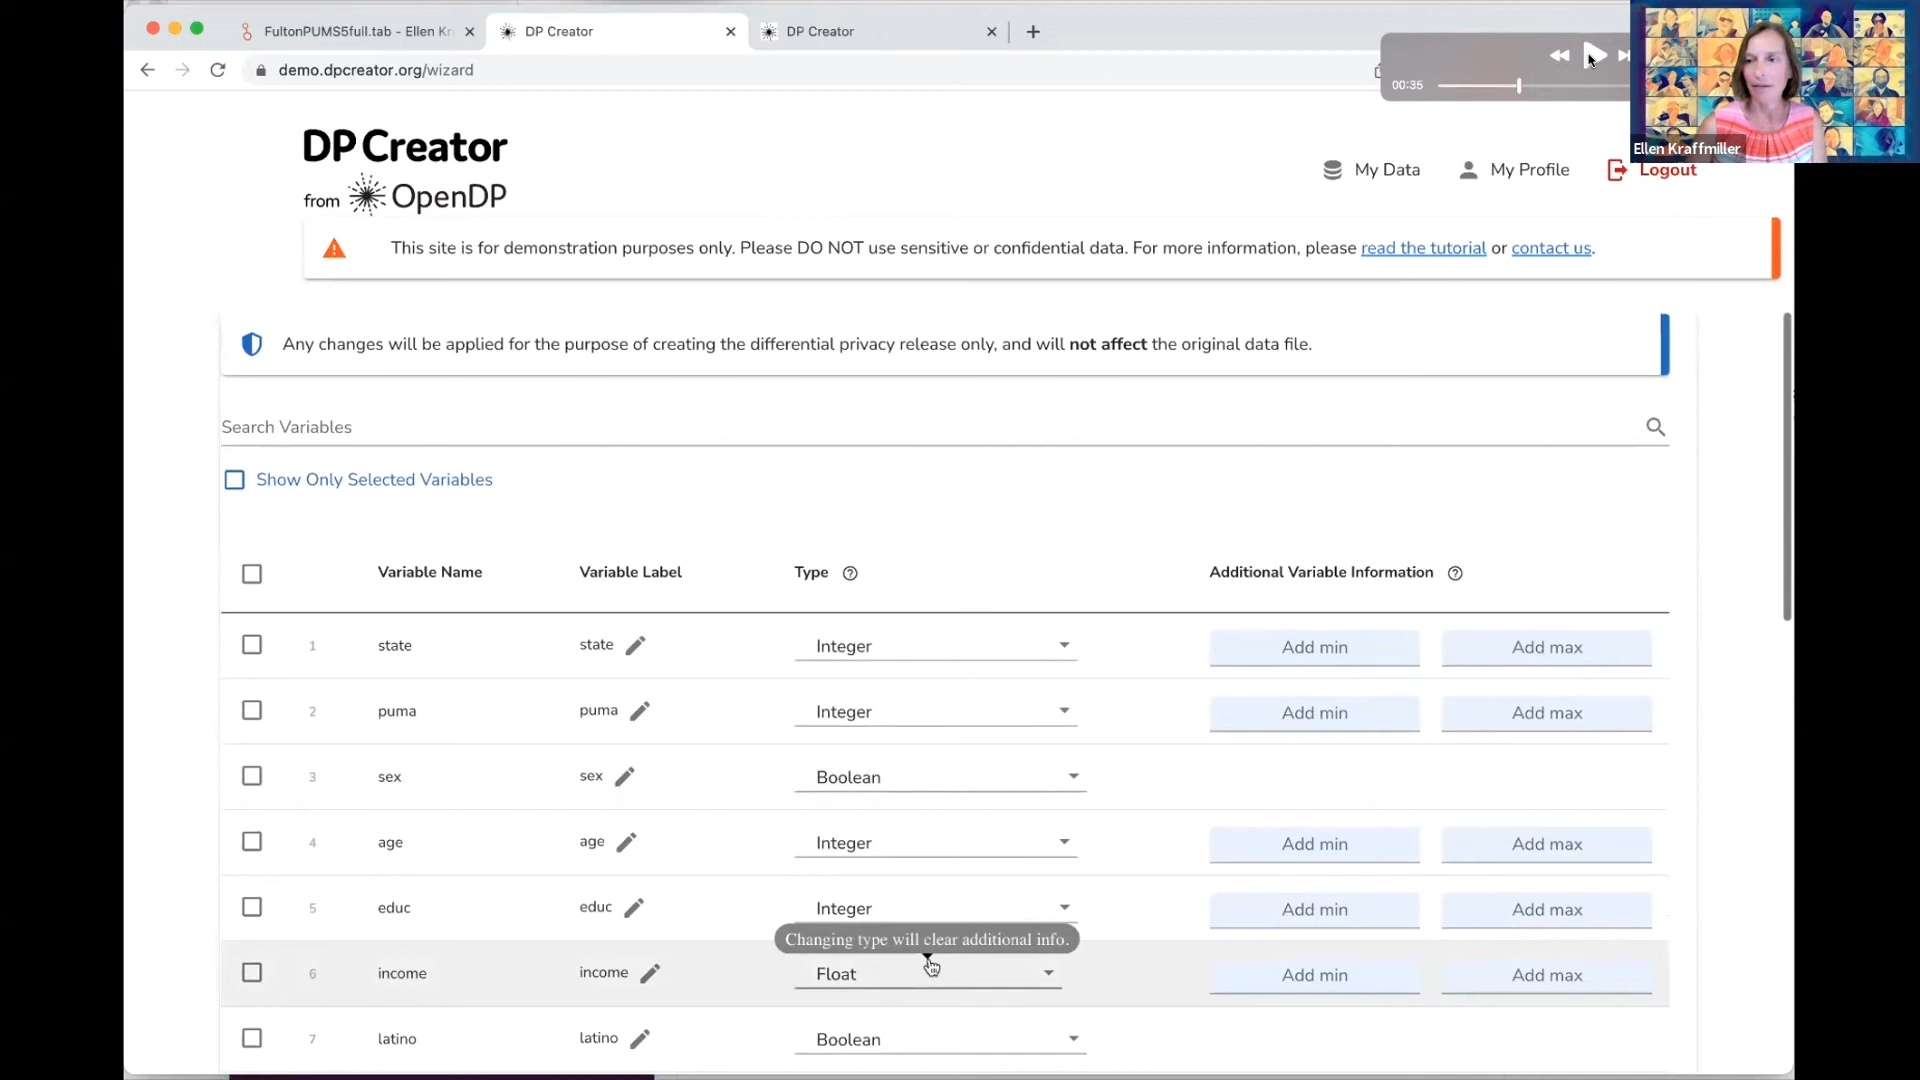 FultonPUMS5full.tab - Ellen Kr
DP Creator
DP Creator
demo.dpcreator.org/wizard
00:35
Ellen Kraffmiller
DP Creator
from OpenDP
My Data
My Profile
Logout
This site is for demonstration purposes only. Please DO NOT use sensitive or confidential data. For more information, please read the tutorial or contact us.
Any changes will be applied for the purpose of creating the differential privacy release only, and will not affect the original data file.
Search Variables
Show Only Selected Variables
Variable Name Variable Label Type Additional Variable Information
1 state state Integer Add min Add max
2 puma puma Integer Add min Add max
3 sex sex Boolean
4 age age Integer Add min Add max
5 educ educ Integer Add min Add max
Changing type will clear additional info.
6 income income Float Add min Add max
7 latino latino Boolean